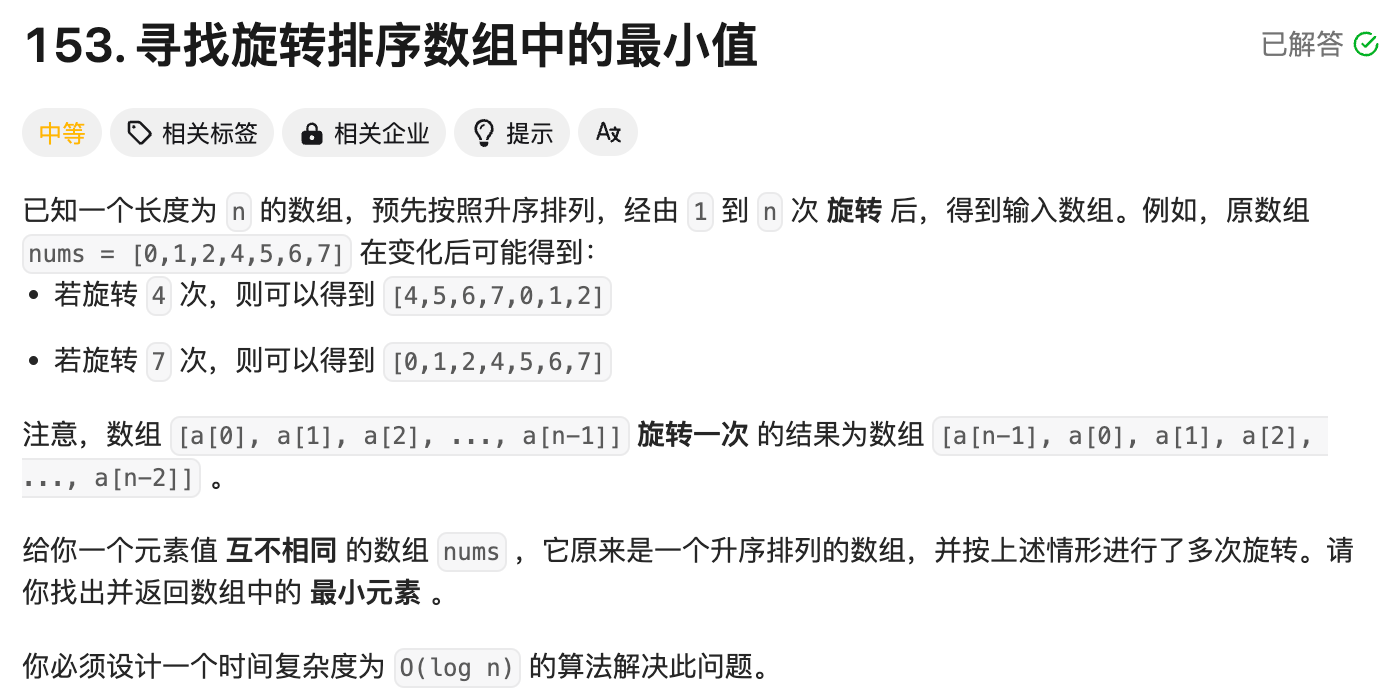 153. 寻找旋转排序数组中的最小值
已解答
中等 相关标签 相关企业 提示
已知一个长度为 n 的数组，预先按照升序排列，经由 1 到 n 次 旋转 后，得到输入数组。例如，原数组
nums = [0,1,2,4,5,6,7] 在变化后可能得到：
• 若旋转 4 次，则可以得到 [4,5,6,7,0,1,2]
• 若旋转 7 次，则可以得到 [0,1,2,4,5,6,7]
注意，数组 [a[0], a[1], a[2], ..., a[n-1]] 旋转一次 的结果为数组 [a[n-1], a[0], a[1], a[2],
..., a[n-2]] 。
给你一个元素值 互不相同 的数组 nums ，它原来是一个升序排列的数组，并按上述情形进行了多次旋转。请
你找出并返回数组中的 最小元素 。
你必须设计一个时间复杂度为 O(log n) 的算法解决此问题。